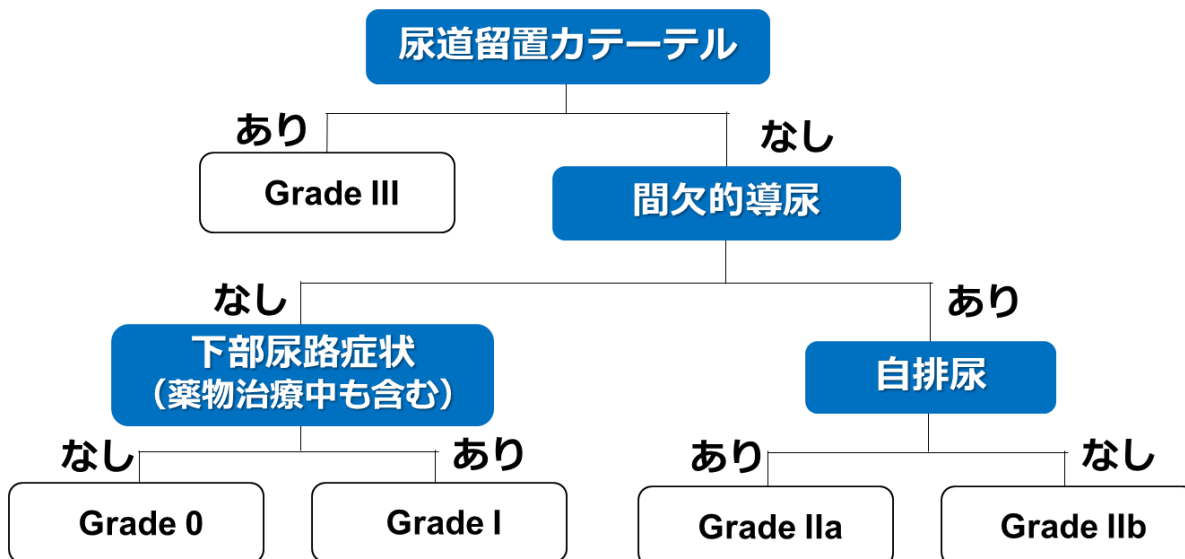 尿道留置カテーテル
あり
なし
Grade III
間欠的導尿
なし
あり
下部尿路症状
（薬物治療中も含む）
自排尿
なし
あり
あり
なし
Grade 0
Grade I
Grade IIa
Grade IIb